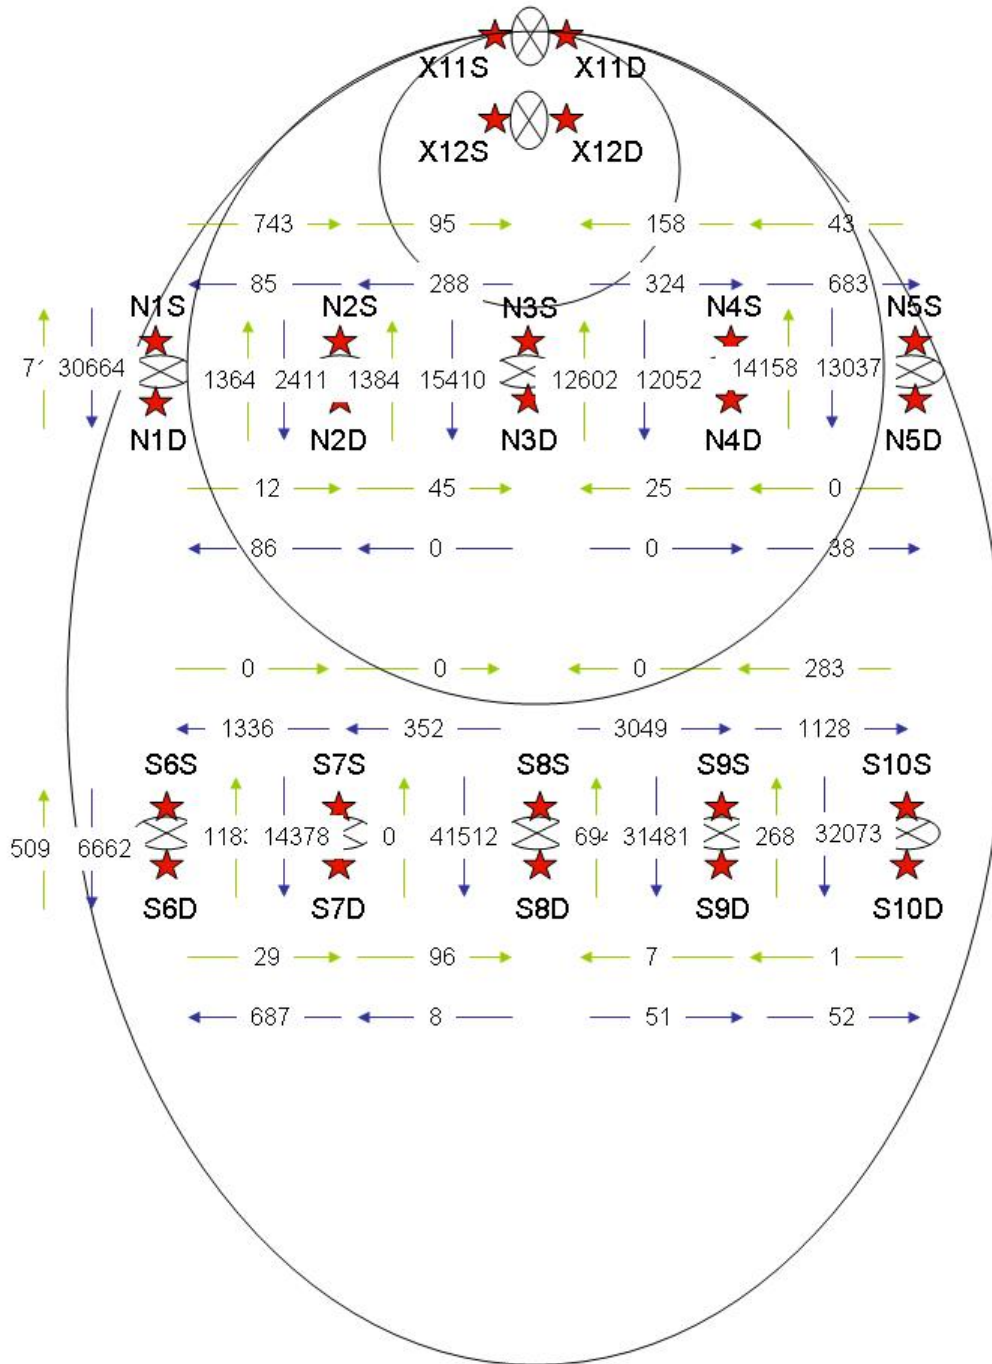 X11S X11D
X12S X12D
743 95 158 43
85 288 324 683
N1S N2S N3S N4S N5S
30664 1364 2411 1384 15410 12602 12052 14158 13037
N1D N2D N3D N4D N5D
12 45 25 0
86 0 0 38
0 0 0 283
1336 352 3049 1128
S6S S7S S8S S9S S10S
509 6662 14378 0 41512 31481 268 32073
S6D S7D S8D S9D S10D
29 96 7 1
687 8 51 52